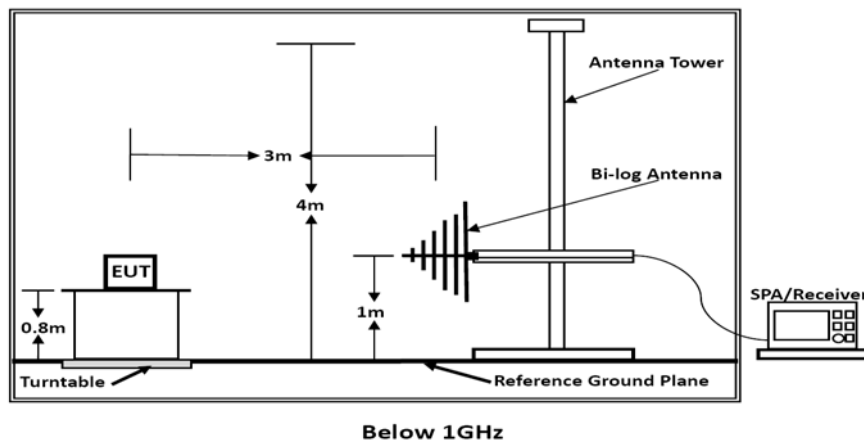 Antenna Tower
3m
Bi-log Antenna
4m
EUT
SPA/Receiver
0.8m
1m
Turntable
Reference Ground Plane
Below 1GHz